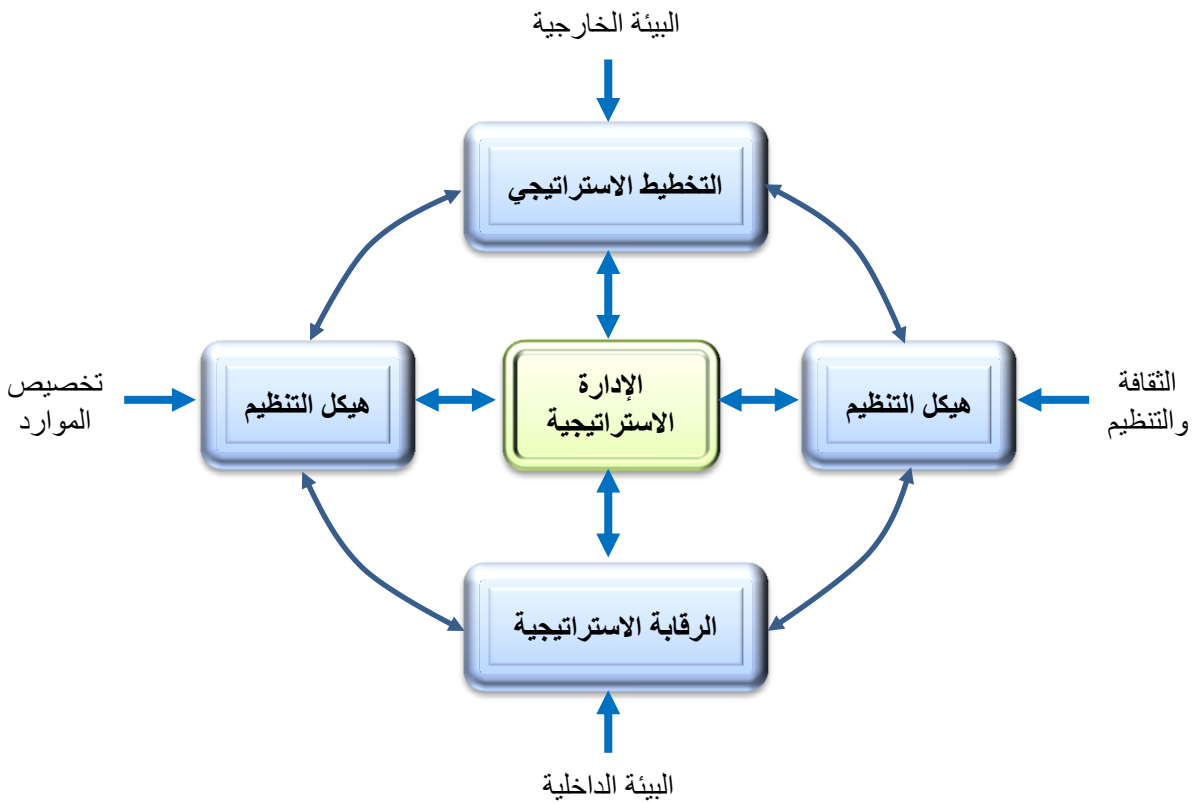 البيئة الخارجية
التخطيط الاستراتيجي
الثقافة
والتنظيم
هيكل التنظيم
الإدارة
الاستراتيجية
هيكل التنظيم
تخصيص
الموارد
الرقابة الاستراتيجية
البيئة الداخلية